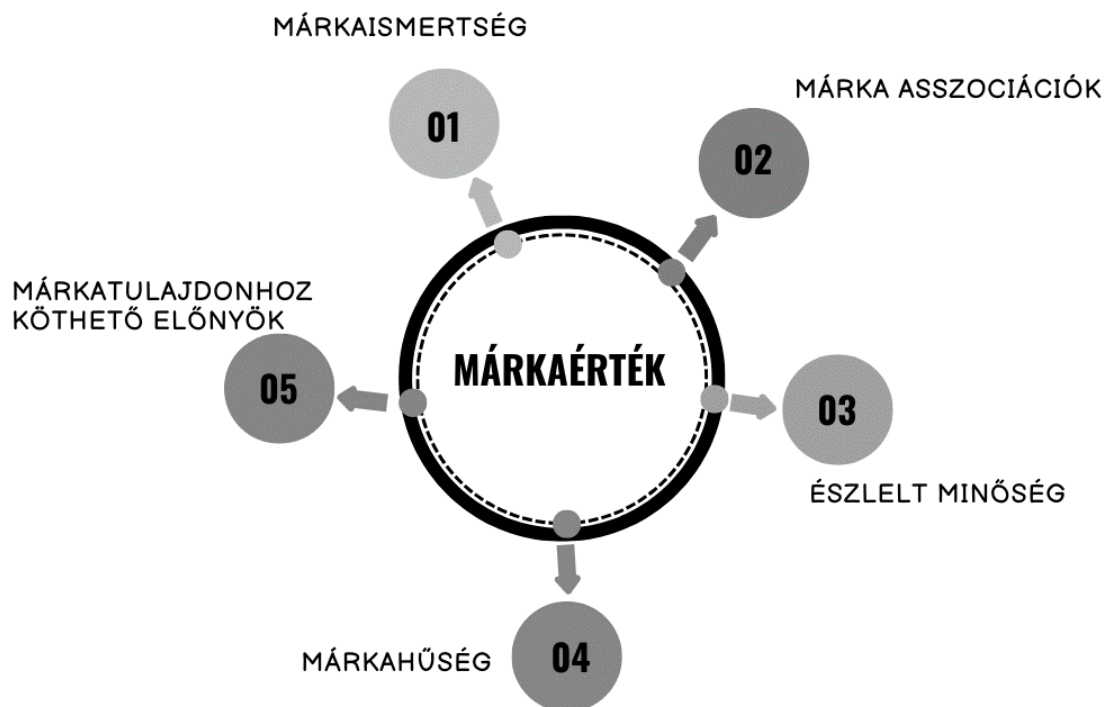 MÁRKAISMERTSÉG
01
MÁRKA ASSZOCIÁCIÓK
02
MÁRKAÉRTÉK
03
ÉSZLELT MINŐSÉG
MÁRKAHŰSÉG
04
MÁRKATULAJDONHOZ
KÖTHETŐ ELŐNYÖK
05